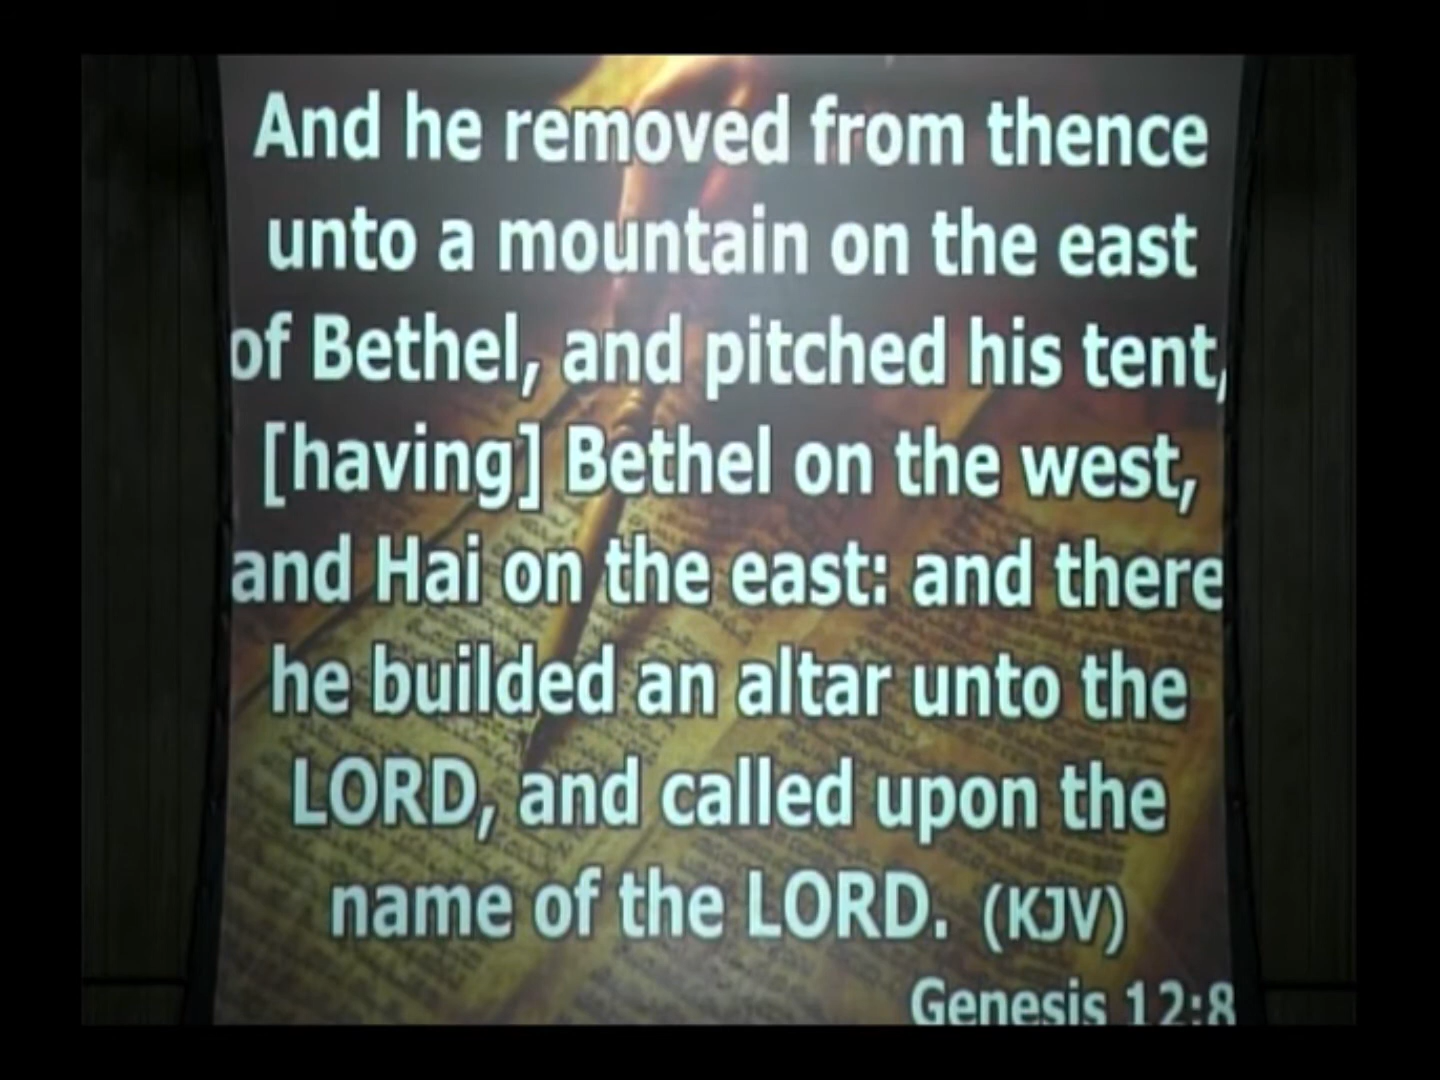 And he removed from thence
unto a mountain on the east
of Bethel, and pitched his tent,
[having] Bethel on the west,
and Hai on the east: and there
he builded an altar unto the
LORD, and called upon the
name of the LORD. (KJV)
Genesis 12:8